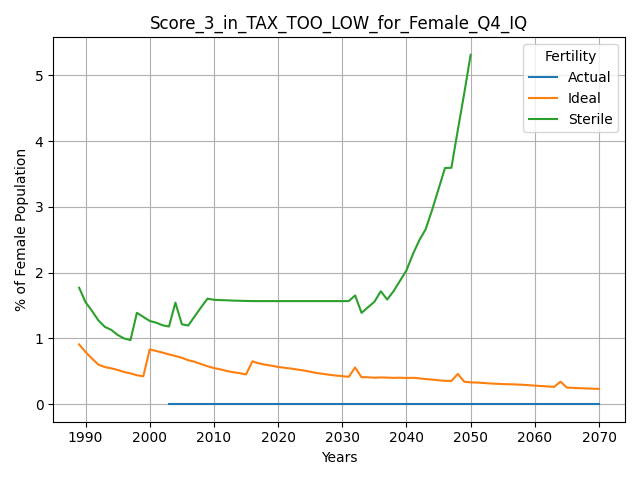 Score_3_in_TAX_TOO_LOW_for_Female_Q4_IQ
Fertility
Actual
Ideal
Sterile
% of Female Population
5
4
3
2
1
0
1990 2000 2010 2020 2030 2040 2050 2060 2070
Years